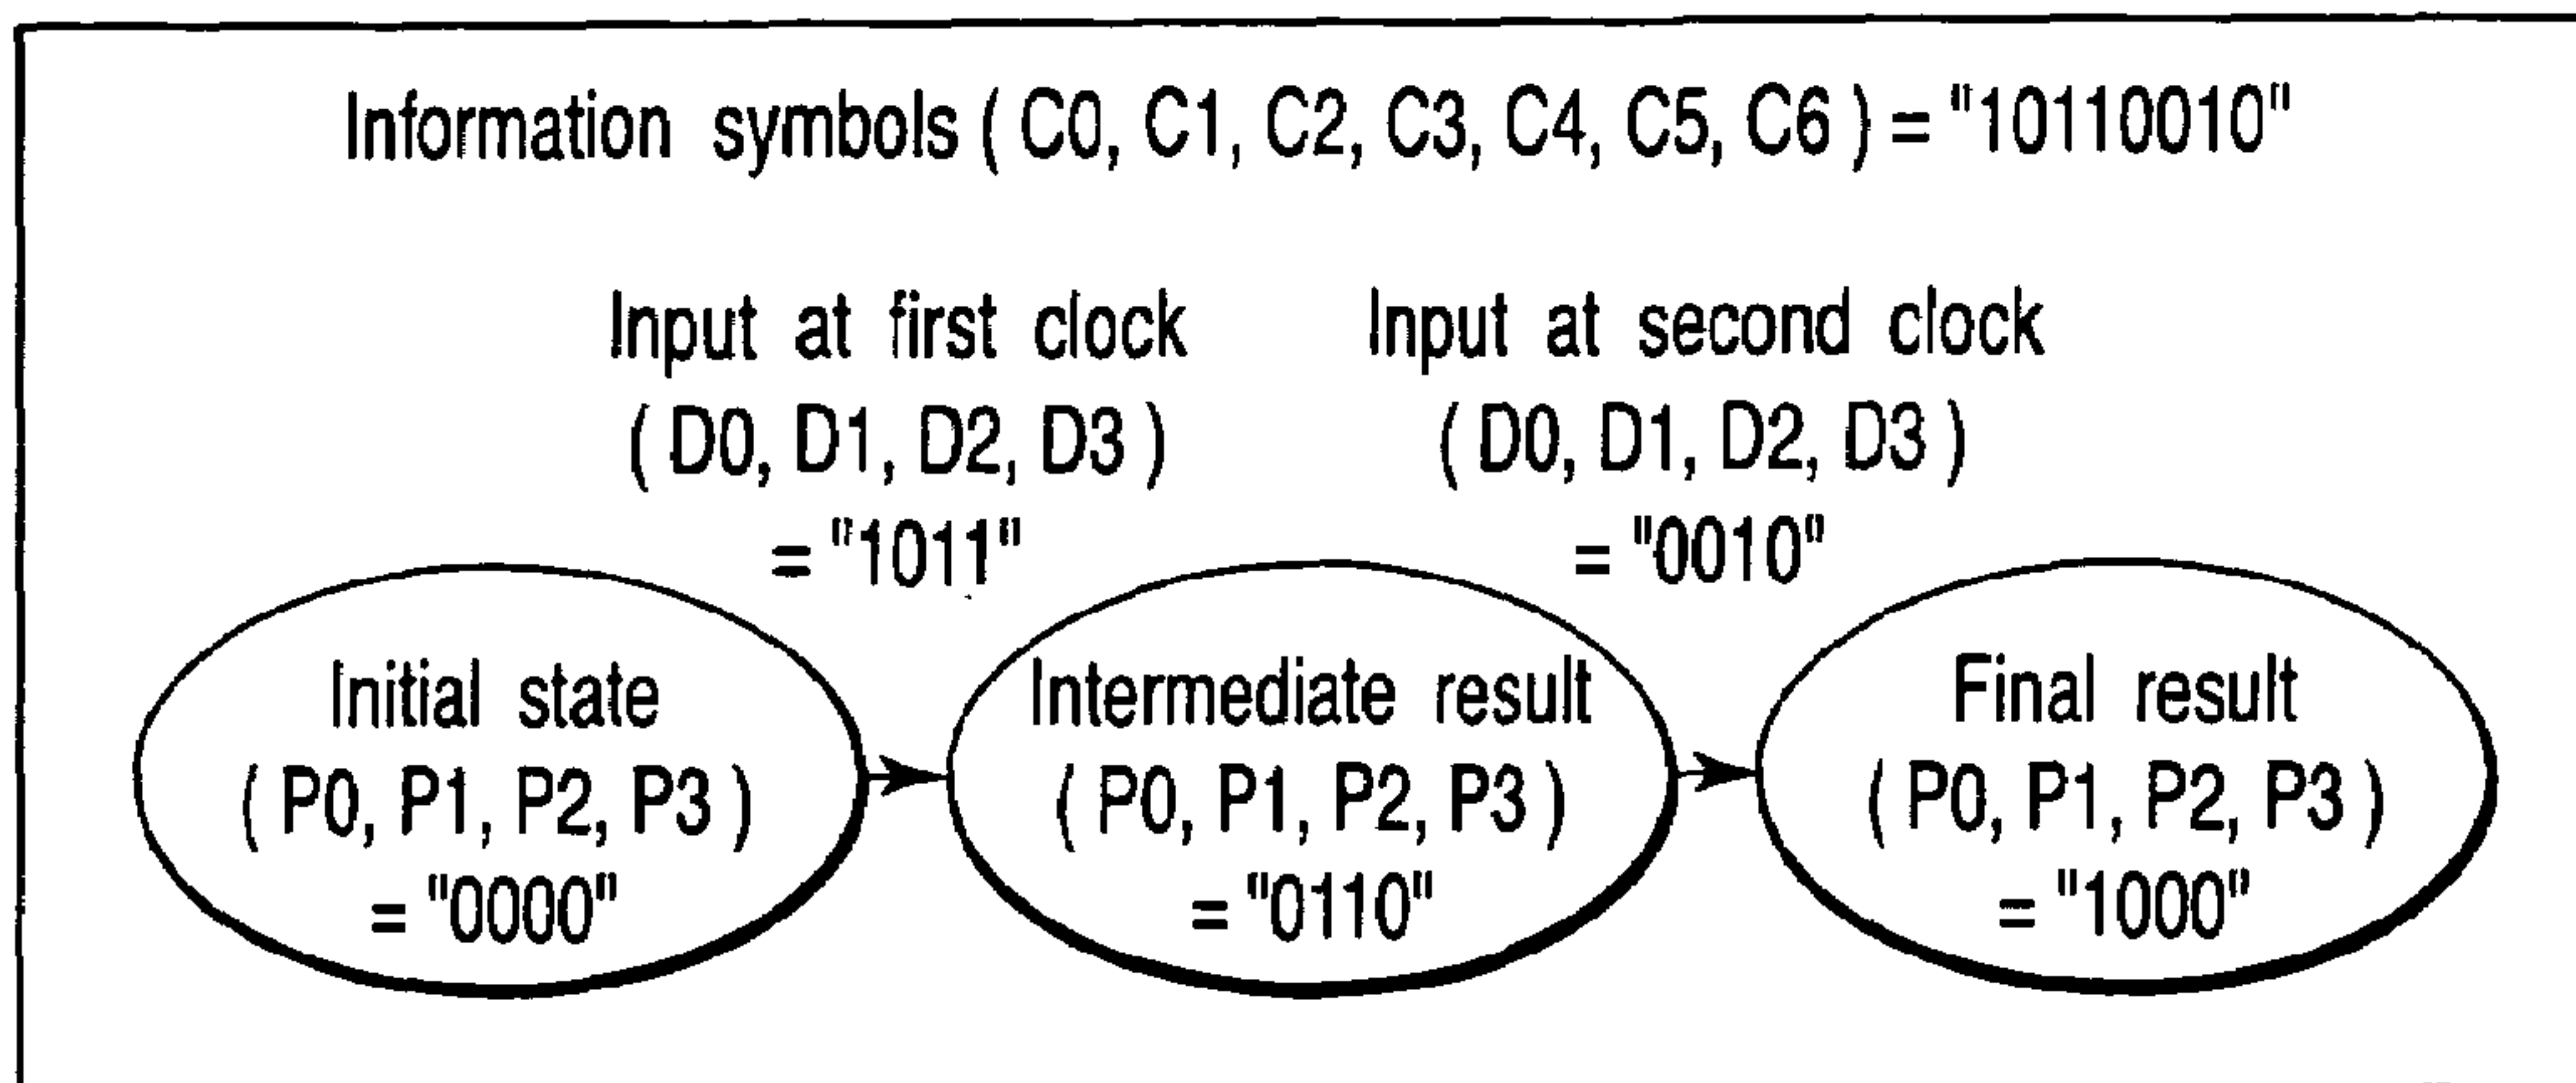 Information symbols ( C0, C1, C2, C3, C4, C5, C6 ) = "10110010"
Input at first clock
( D0, D1, D2, D3 )
= "1011"
Input at second clock
( D0, D1, D2, D3 )
= "0010"
Initial state
( P0, P1, P2, P3 )
= "0000"
Intermediate result
( P0, P1, P2, P3 )
= "0110"
Final result
( P0, P1, P2, P3 )
= "1000"